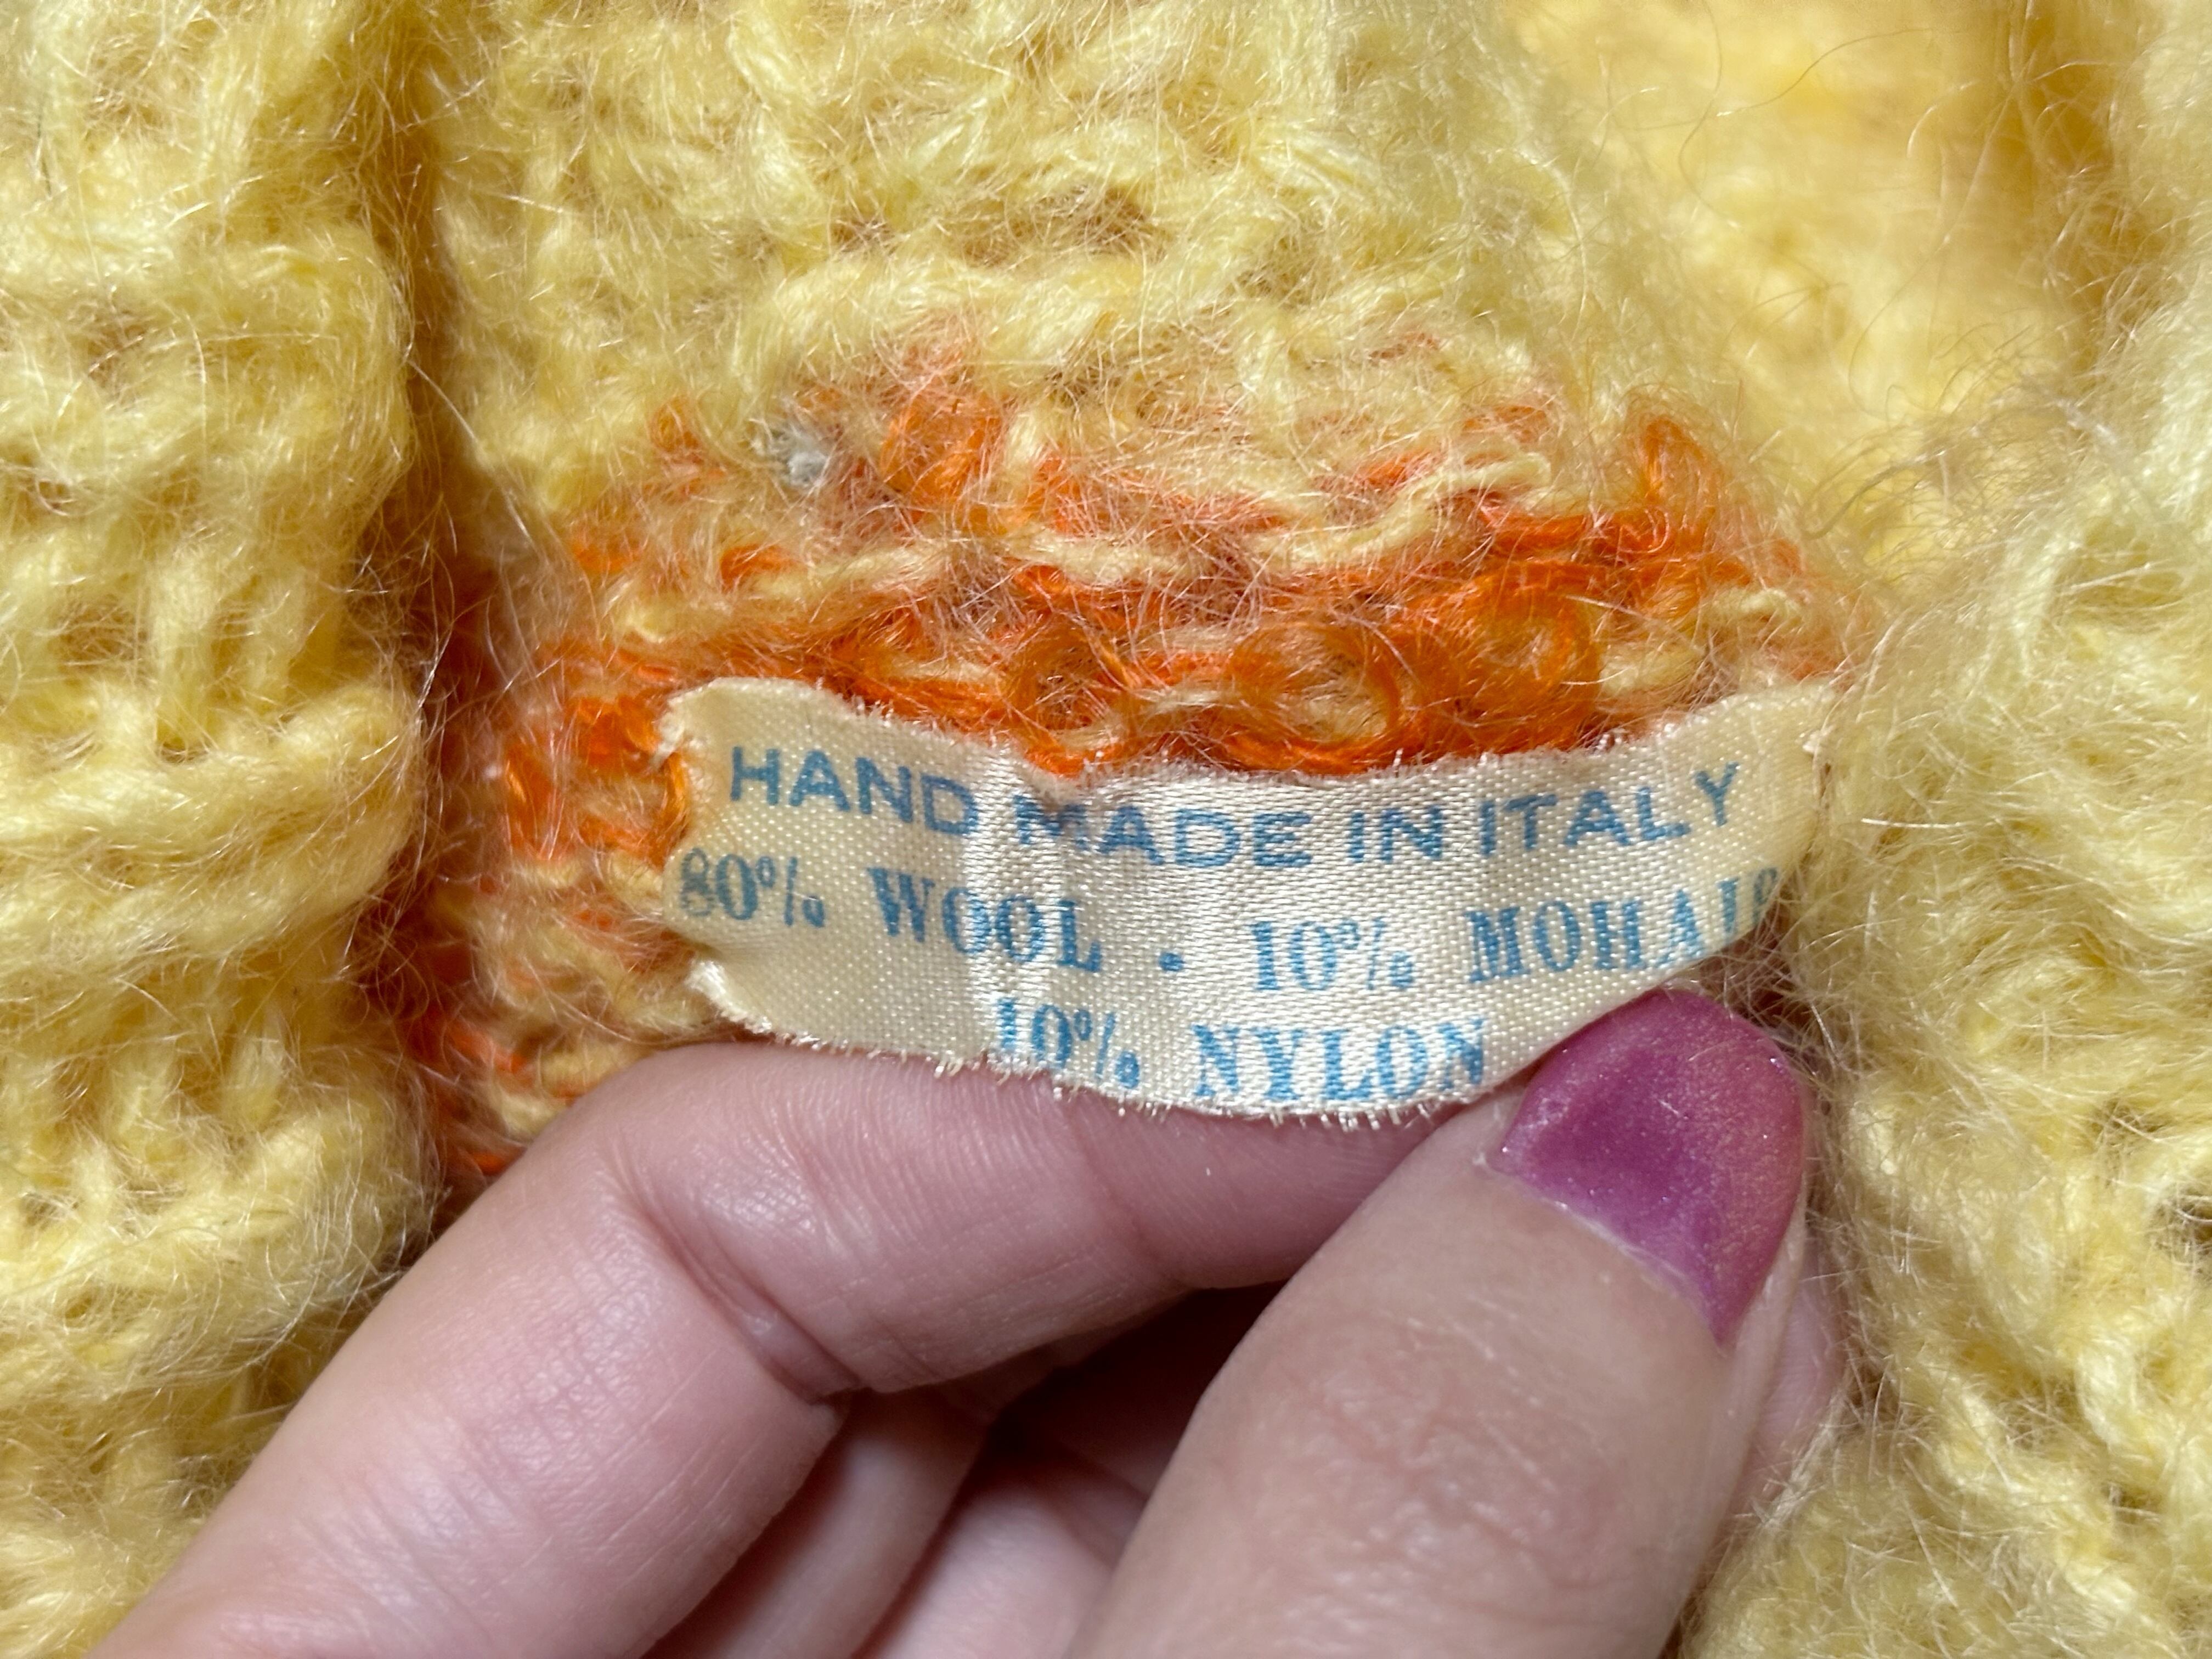 HAND MADE IN ITALY
80% WOOL • 10% MOHAIR
10% NYLON